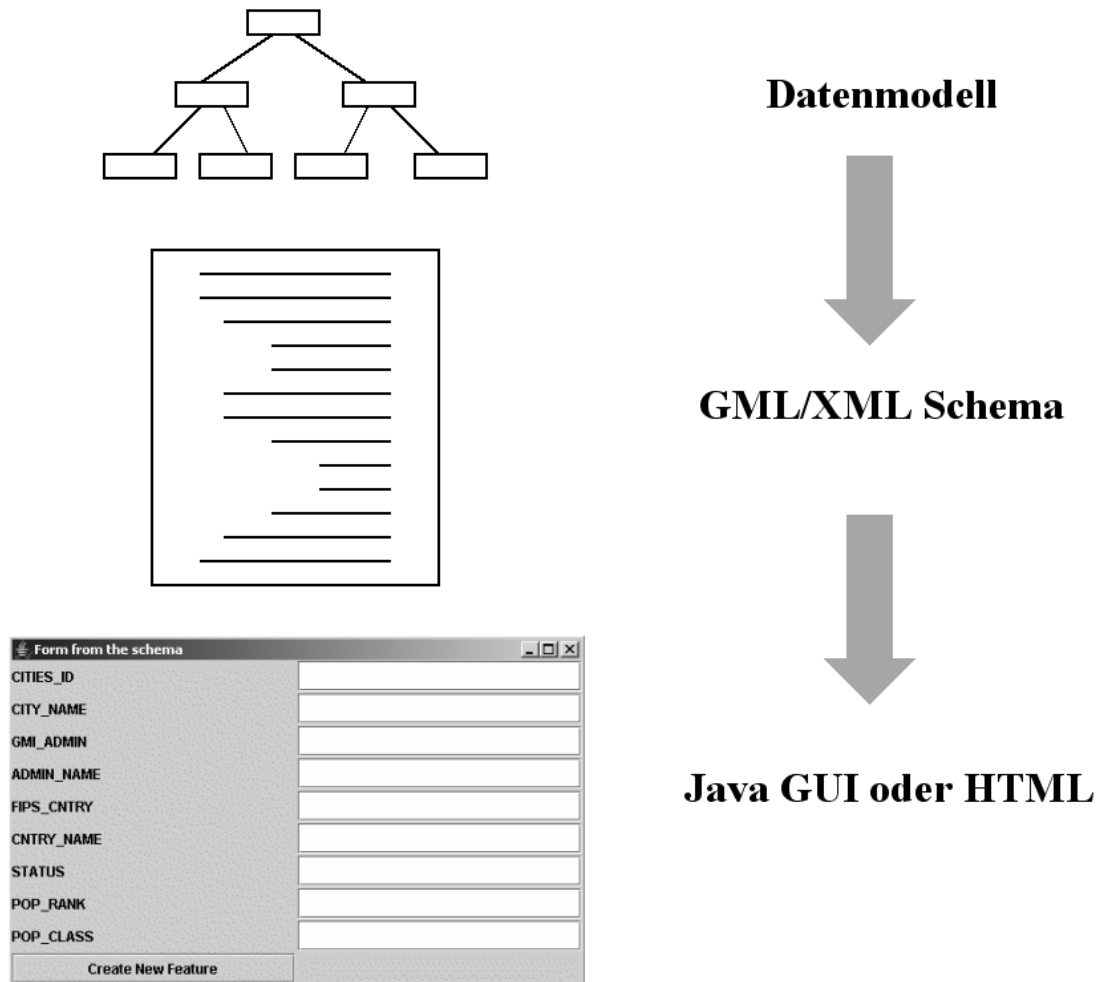 Datenmodell
GML/XML Schema
Form from the schema
CITIES_ID
CITY_NAME
GMI_ADMIN
ADMIN_NAME
FIPS_CNTRY
CNTRY_NAME
STATUS
POP_RANK
POP_CLASS
Create New Feature
Java GUI oder HTML